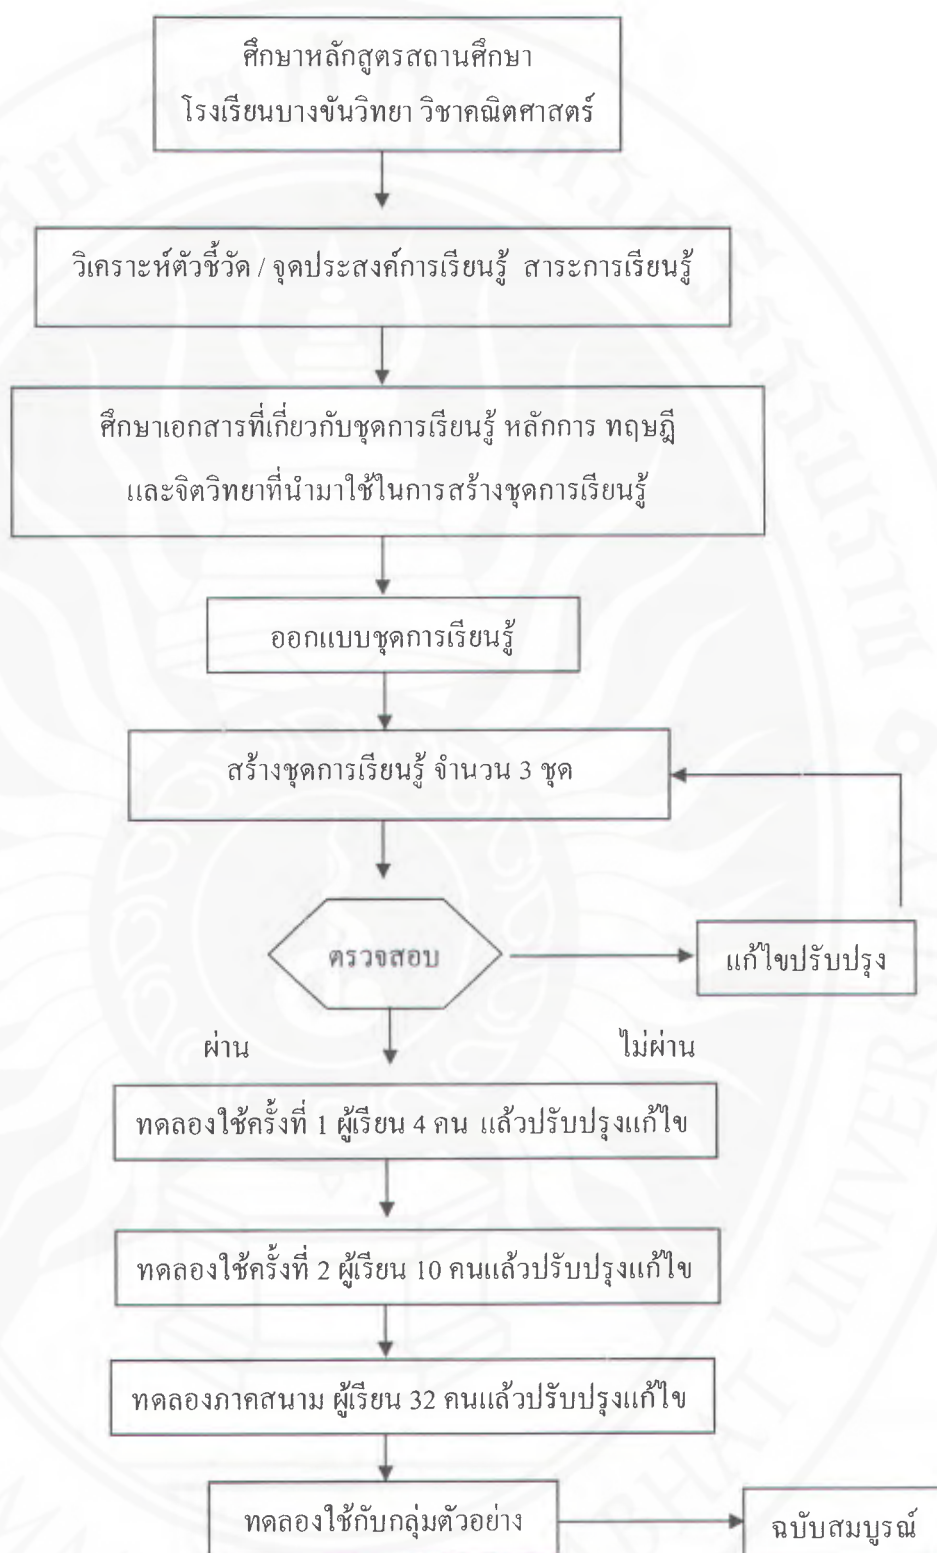 ศึกษาหลักสูตรสถานศึกษา
โรงเรียนบางขันวิทยา วิชาคณิตศาสตร์
วิเคราะห์ตัวชี้วัด / จุดประสงค์การเรียนรู้ สาระการเรียนรู้
ศึกษาเอกสารที่เกี่ยวกับชุดการเรียนรู้ หลักการ ทฤษฎี
และจิตวิทยาที่นำมาใช้ในการสร้างชุดการเรียนรู้
ออกแบบชุดการเรียนรู้
สร้างชุดการเรียนรู้ จำนวน 3 ชุด
ตรวจสอบ
แก้ไขปรับปรุง
ผ่าน
ไม่ผ่าน
ทดลองใช้ครั้งที่ 1 ผู้เรียน 4 คน แล้วปรับปรุงแก้ไข
ทดลองใช้ครั้งที่ 2 ผู้เรียน 10 คนแล้วปรับปรุงแก้ไข
ทดลองภาคสนาม ผู้เรียน 32 คนแล้วปรับปรุงแก้ไข
ทดลองใช้กับกลุ่มตัวอย่าง
ฉบับสมบูรณ์